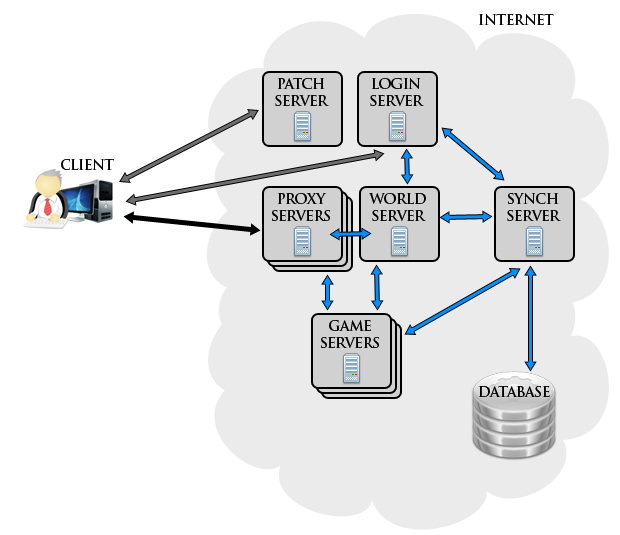 INTERNET
PATCH
SERVER
LOGIN
SERVER
CLIENT
PROXY
SERVERS
WORLD
SERVER
SYNCH
SERVER
GAME
SERVERS
DATABASE